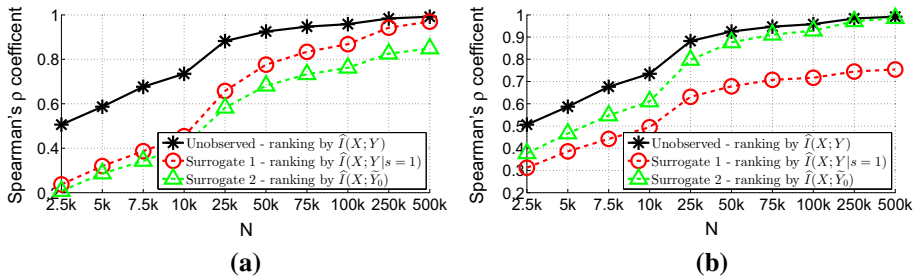 Spearman's ρ coefficent
1
0.8
0.6
0.4
0.2
Unobserved - ranking by Î(X;Y)
Surrogate 1 - ranking by Î(X;Y|s = 1)
Surrogate 2 - ranking by Î(X;Ỹ₀)
2.5k 5k 7.5k 10k 25k 50k 75k 100k 250k 500k
N
(a)
Spearman's ρ coefficent
1
0.9
0.8
0.7
0.6
0.5
0.4
0.3
0.2
Unobserved - ranking by Î(X;Y)
Surrogate 1 - ranking by Î(X;Y|s = 1)
Surrogate 2 - ranking by Î(X;Ỹ₀)
2.5k 5k 7.5k 10k 25k 50k 75k 100k 250k 500k
N
(b)